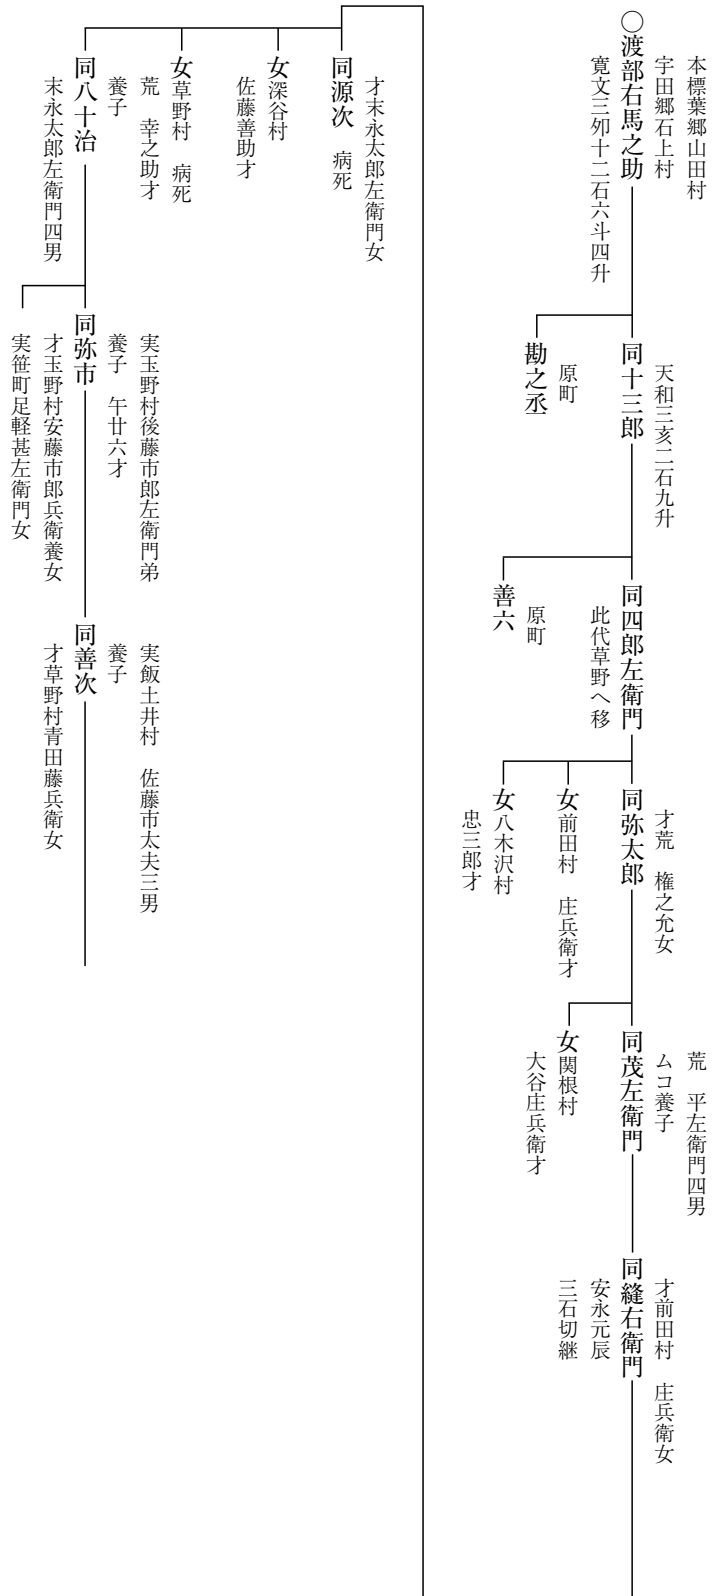 本標葉郷山田村
宇田郷石上村
○渡部右馬之助
寛文三夘十二石六斗四升
天和三亥二石九升
同十三郎
原町
勘之丞
同四郎左衛門
此代草野へ移
原町
善六
才荒　権之允女
同弥太郎
女前田村　庄兵衛才
女八木沢村
忠三郎才
荒　平左衛門四男
ムコ養子
同茂左衛門
女関根村
大谷庄兵衛才
才前田村　庄兵衛女
同縫右衛門
安永元辰
三石切継
才末永太郎左衛門女
同源次　病死
女深谷村
佐藤善助才
女草野村　病死
荒　幸之助才
養子
同八十治
末永太郎左衛門四男
実玉野村後藤市郎左衛門弟
養子　午廿六才
同弥市
才玉野村安藤市郎兵衛養女
実笹町足軽甚左衛門女
実飯土井村　佐藤市太夫三男
養子
同善次
才草野村青田藤兵衛女